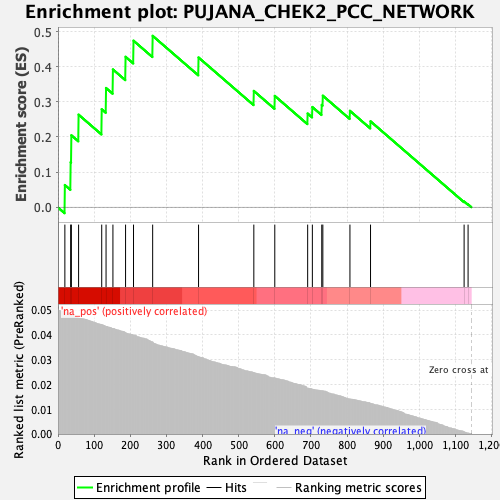 Enrichment plot: PUJANA_CHEK2_PCC_NETWORK
Enrichment score (ES)
0.5
0.4
0.3
0.2
0.1
0.0
'na_pos' (positively correlated)
Ranked list metric (PreRanked)
0.05
0.04
0.03
0.02
0.01
0.00
Zero cross at
'na_neg' (negatively correlated)
0 100 200 300 400 500 600 700 800 900 1,000 1,100 1,20
Rank in Ordered Dataset
Enrichment profile Hits Ranking metric scores